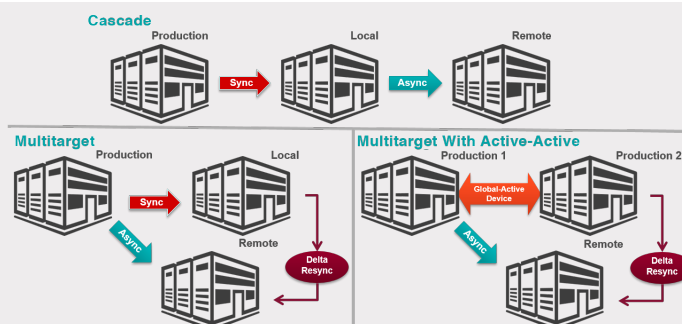 Cascade
Production
Local
Remote
Sync
Async
Multitarget
Production
Local
Sync
Async
Remote
Delta
Resync
Multitarget With Active-Active
Production 1
Production 2
Global-Active
Device
Async
Remote
Delta
Resync